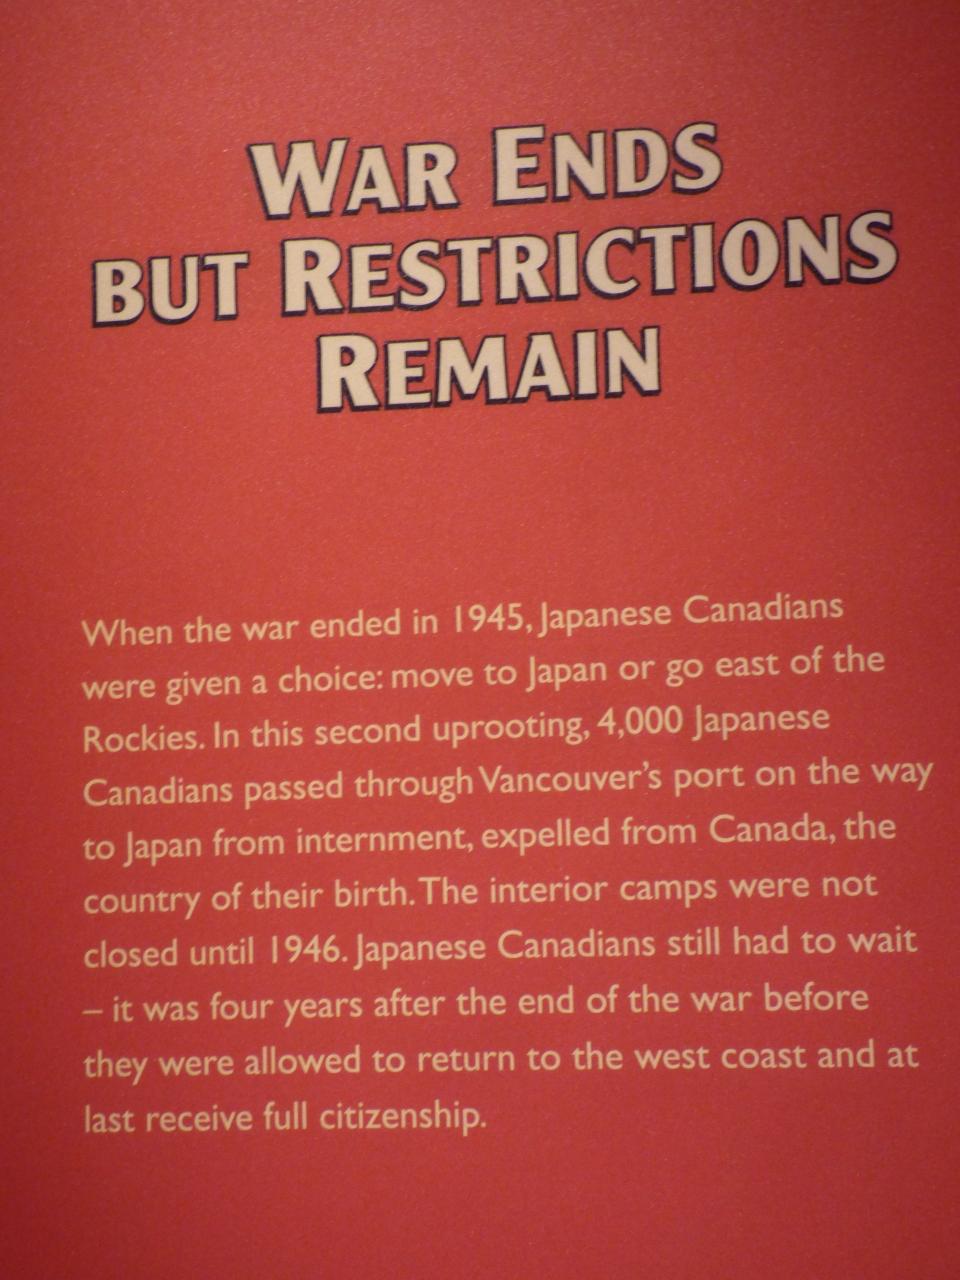 WAR ENDS
BUT RESTRICTIONS
REMAIN
When the war ended in 1945, Japanese Canadians
were given a choice: move to Japan or go east of the
Rockies. In this second uprooting, 4,000 Japanese
Canadians passed through Vancouver's port on the way
to Japan from internment, expelled from Canada, the
country of their birth. The interior camps were not
closed until 1946. Japanese Canadians still had to wait
– it was four years after the end of the war before
they were allowed to return to the west coast and at
last receive full citizenship.